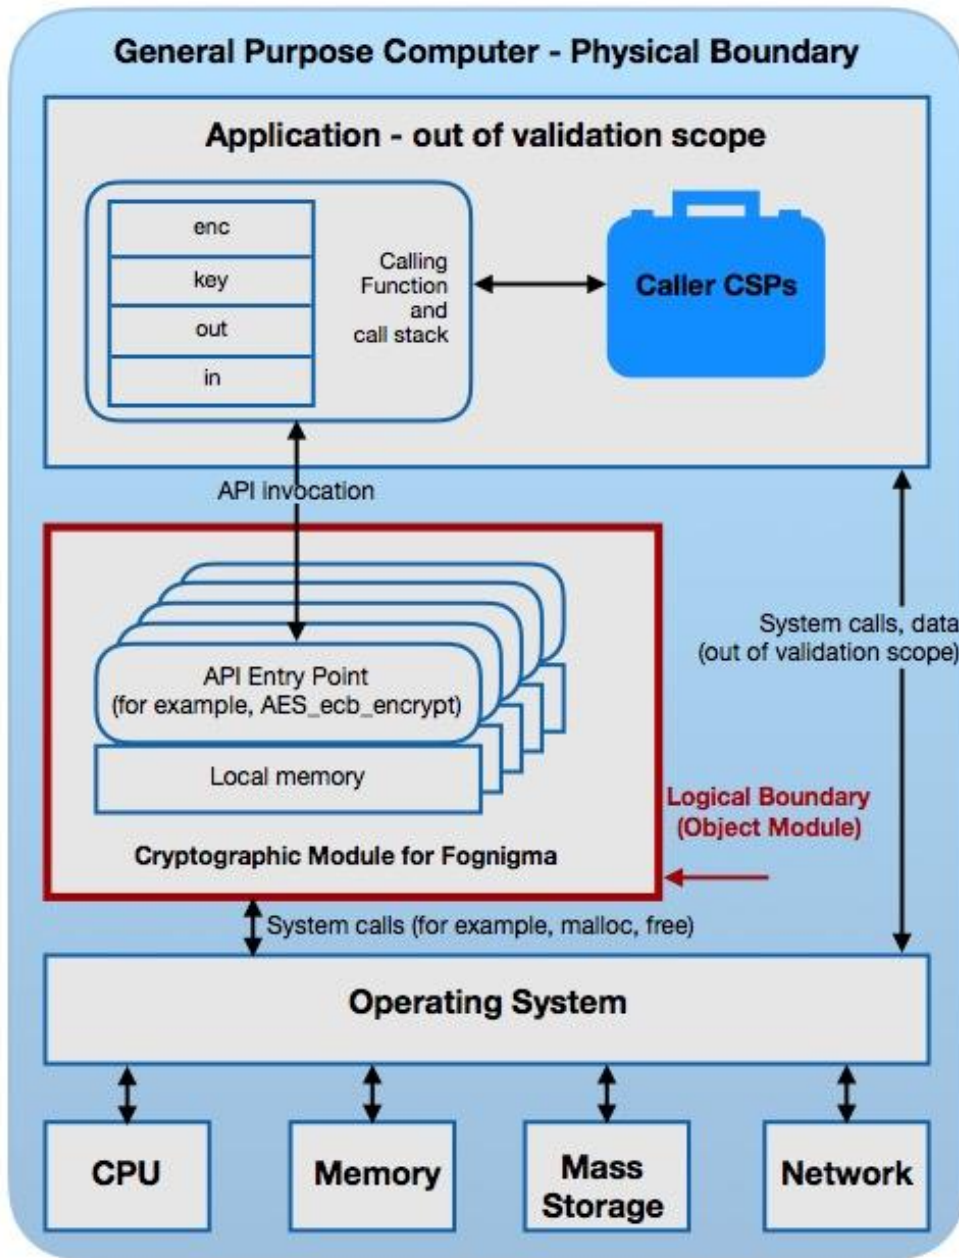 General Purpose Computer - Physical Boundary
Application - out of validation scope
enc
key
out
in
Calling
Function
and
call stack
Caller CSPs
API invocation
System calls, data
(out of validation scope)
API Entry Point
(for example, AES_ecb_encrypt)
Local memory
Logical Boundary
(Object Module)
Cryptographic Module for Fognigma
System calls (for example, malloc, free)
Operating System
CPU
Memory
Mass
Storage
Network